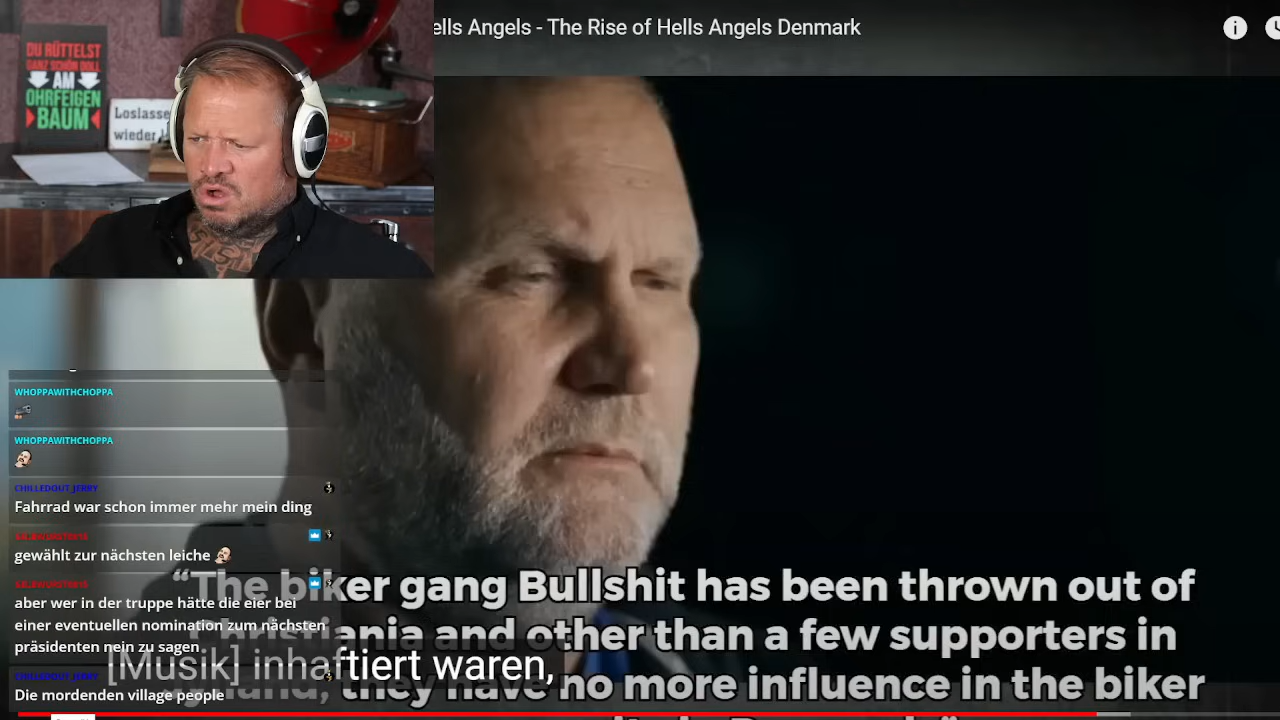 ells Angels - The Rise of Hells Angels Denmark
DU RÜTTELST
GANZ SCHÖN DOLL
AM
OHRFEIGEN
BAUM
Loslasse
wieder
WHOPPAWITHCHOPPA
WHOPPAWITHCHOPPA
CHILLEDOUT_JERRY
Fahrrad war schon immer mehr mein ding
gewählt zur nächsten leiche
aber wer in der truppe hätte die eier bei
einer eventuellen nomination zum nächsten
präsidenten nein zu sagen
CHILLEDOUT_JERRY
Die mordenden village people
“The biker gang Bullshit has been thrown out of
Christiania and other than a few supporters in
they have no more influence in the biker
[Musik] inhaftiert waren,